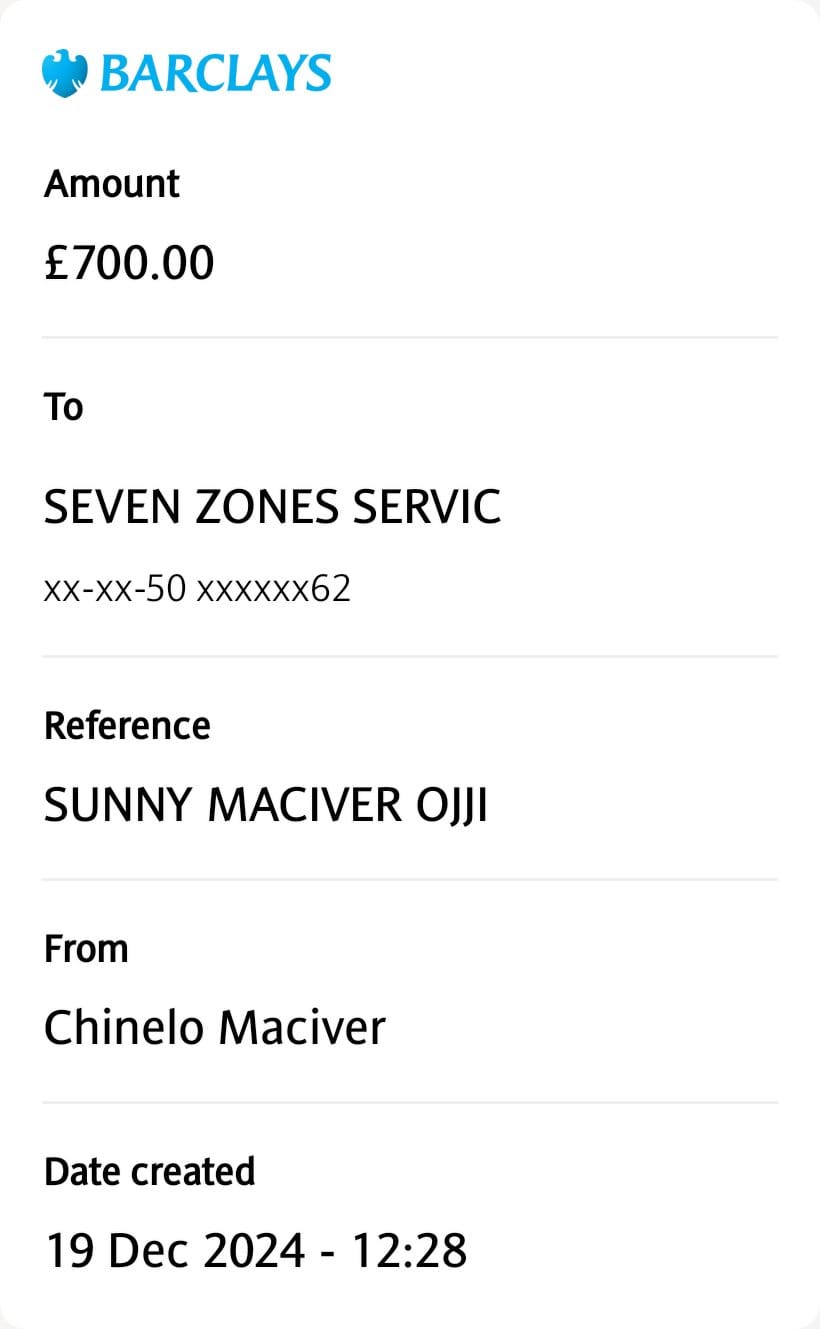 BARCLAYS
Amount
£700.00
To
SEVEN ZONES SERVIC
xx-xx-50 xxxxxx62
Reference
SUNNY MACIVER OJJI
From
Chinelo Maciver
Date created
19 Dec 2024 - 12:28